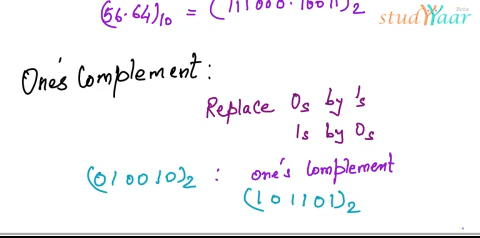 (56.64)10 = (111000.10011)2
studYaar
Beta
One's Complement :
Replace 0s by 1s
1s by 0s
(010010)2 : one's Complement
(101101)2